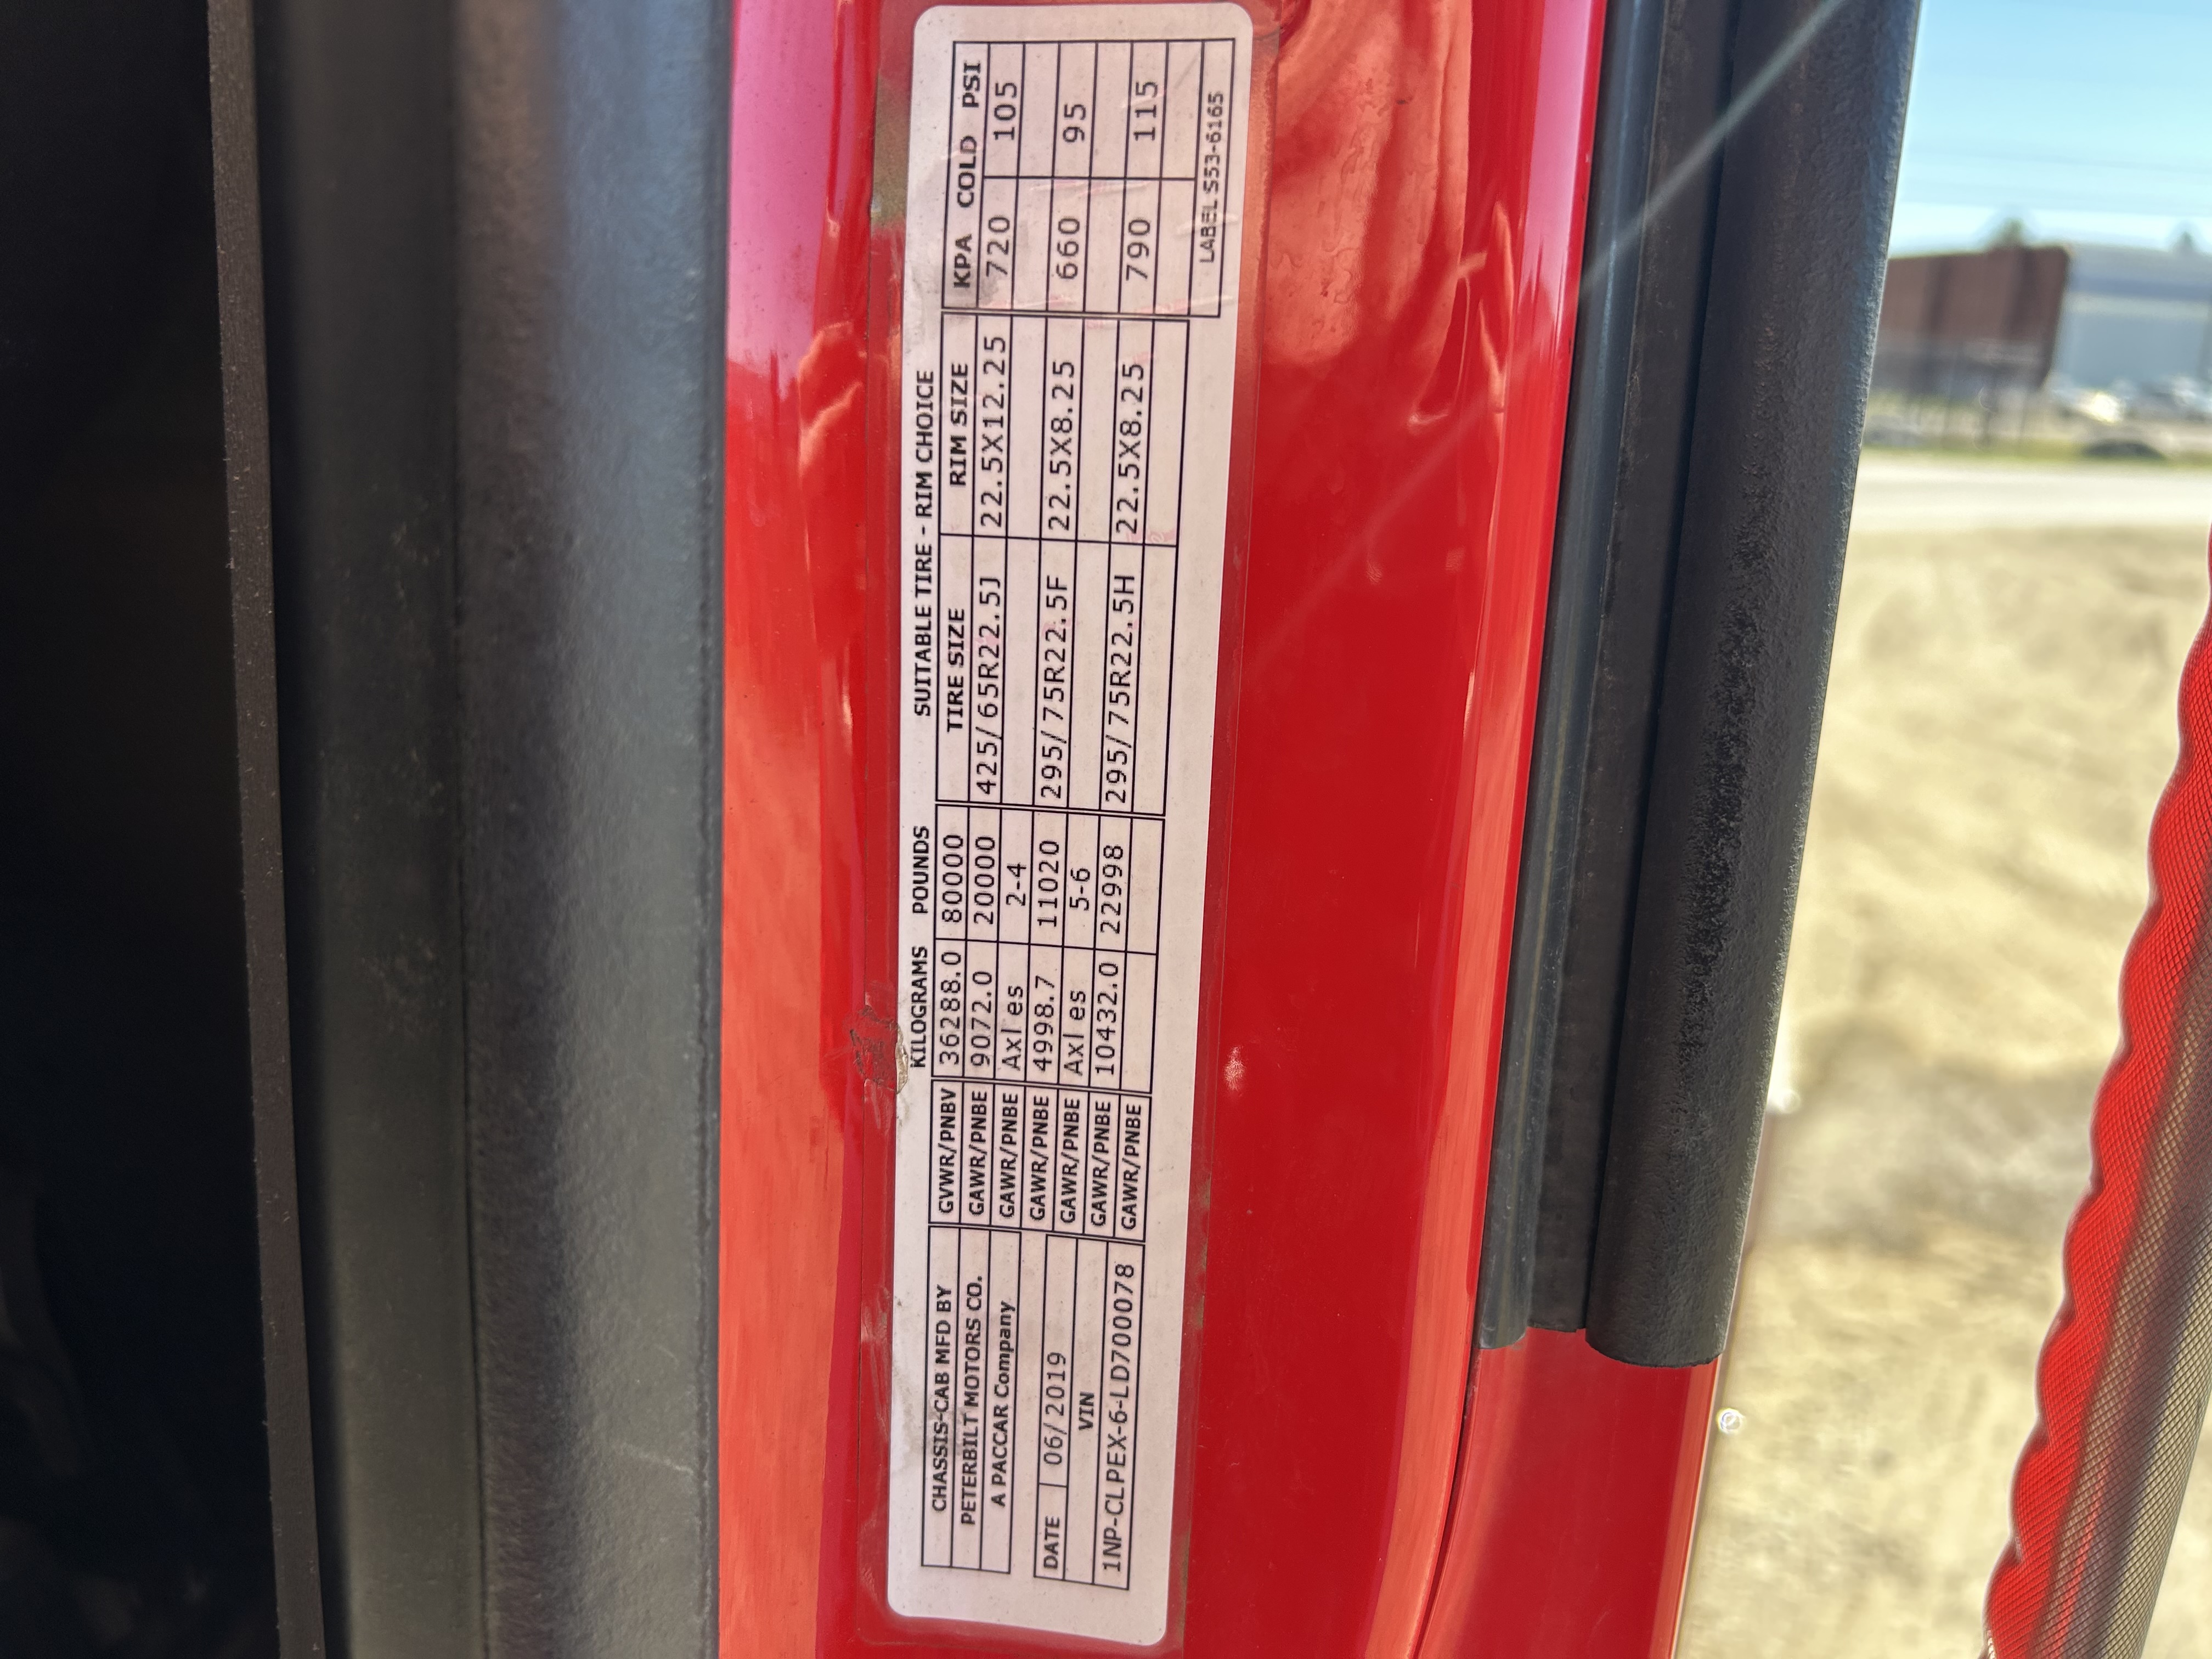 CHASSIS-CAB MFD BY
PETERBILT MOTORS CO.
A PACCAR Company
DATE 06/2019
VIN
1NP-CLPEX-6-LD700078
KILOGRAMS POUNDS
GVWR/PNBV 36288.0 80000
GAWR/PNBE 9072.0 20000
GAWR/PNBE Axles 2-4
GAWR/PNBE 4998.7 11020
GAWR/PNBE Axles 5-6
GAWR/PNBE 10432.0 22998
GAWR/PNBE
SUITABLE TIRE - RIM CHOICE
TIRE SIZE RIM SIZE KPA COLD PSI
425/65R22.5J 22.5X12.25 720 105
295/75R22.5F 22.5X8.25 660 95
295/75R22.5H 22.5X8.25 790 115
LABEL S53-6165